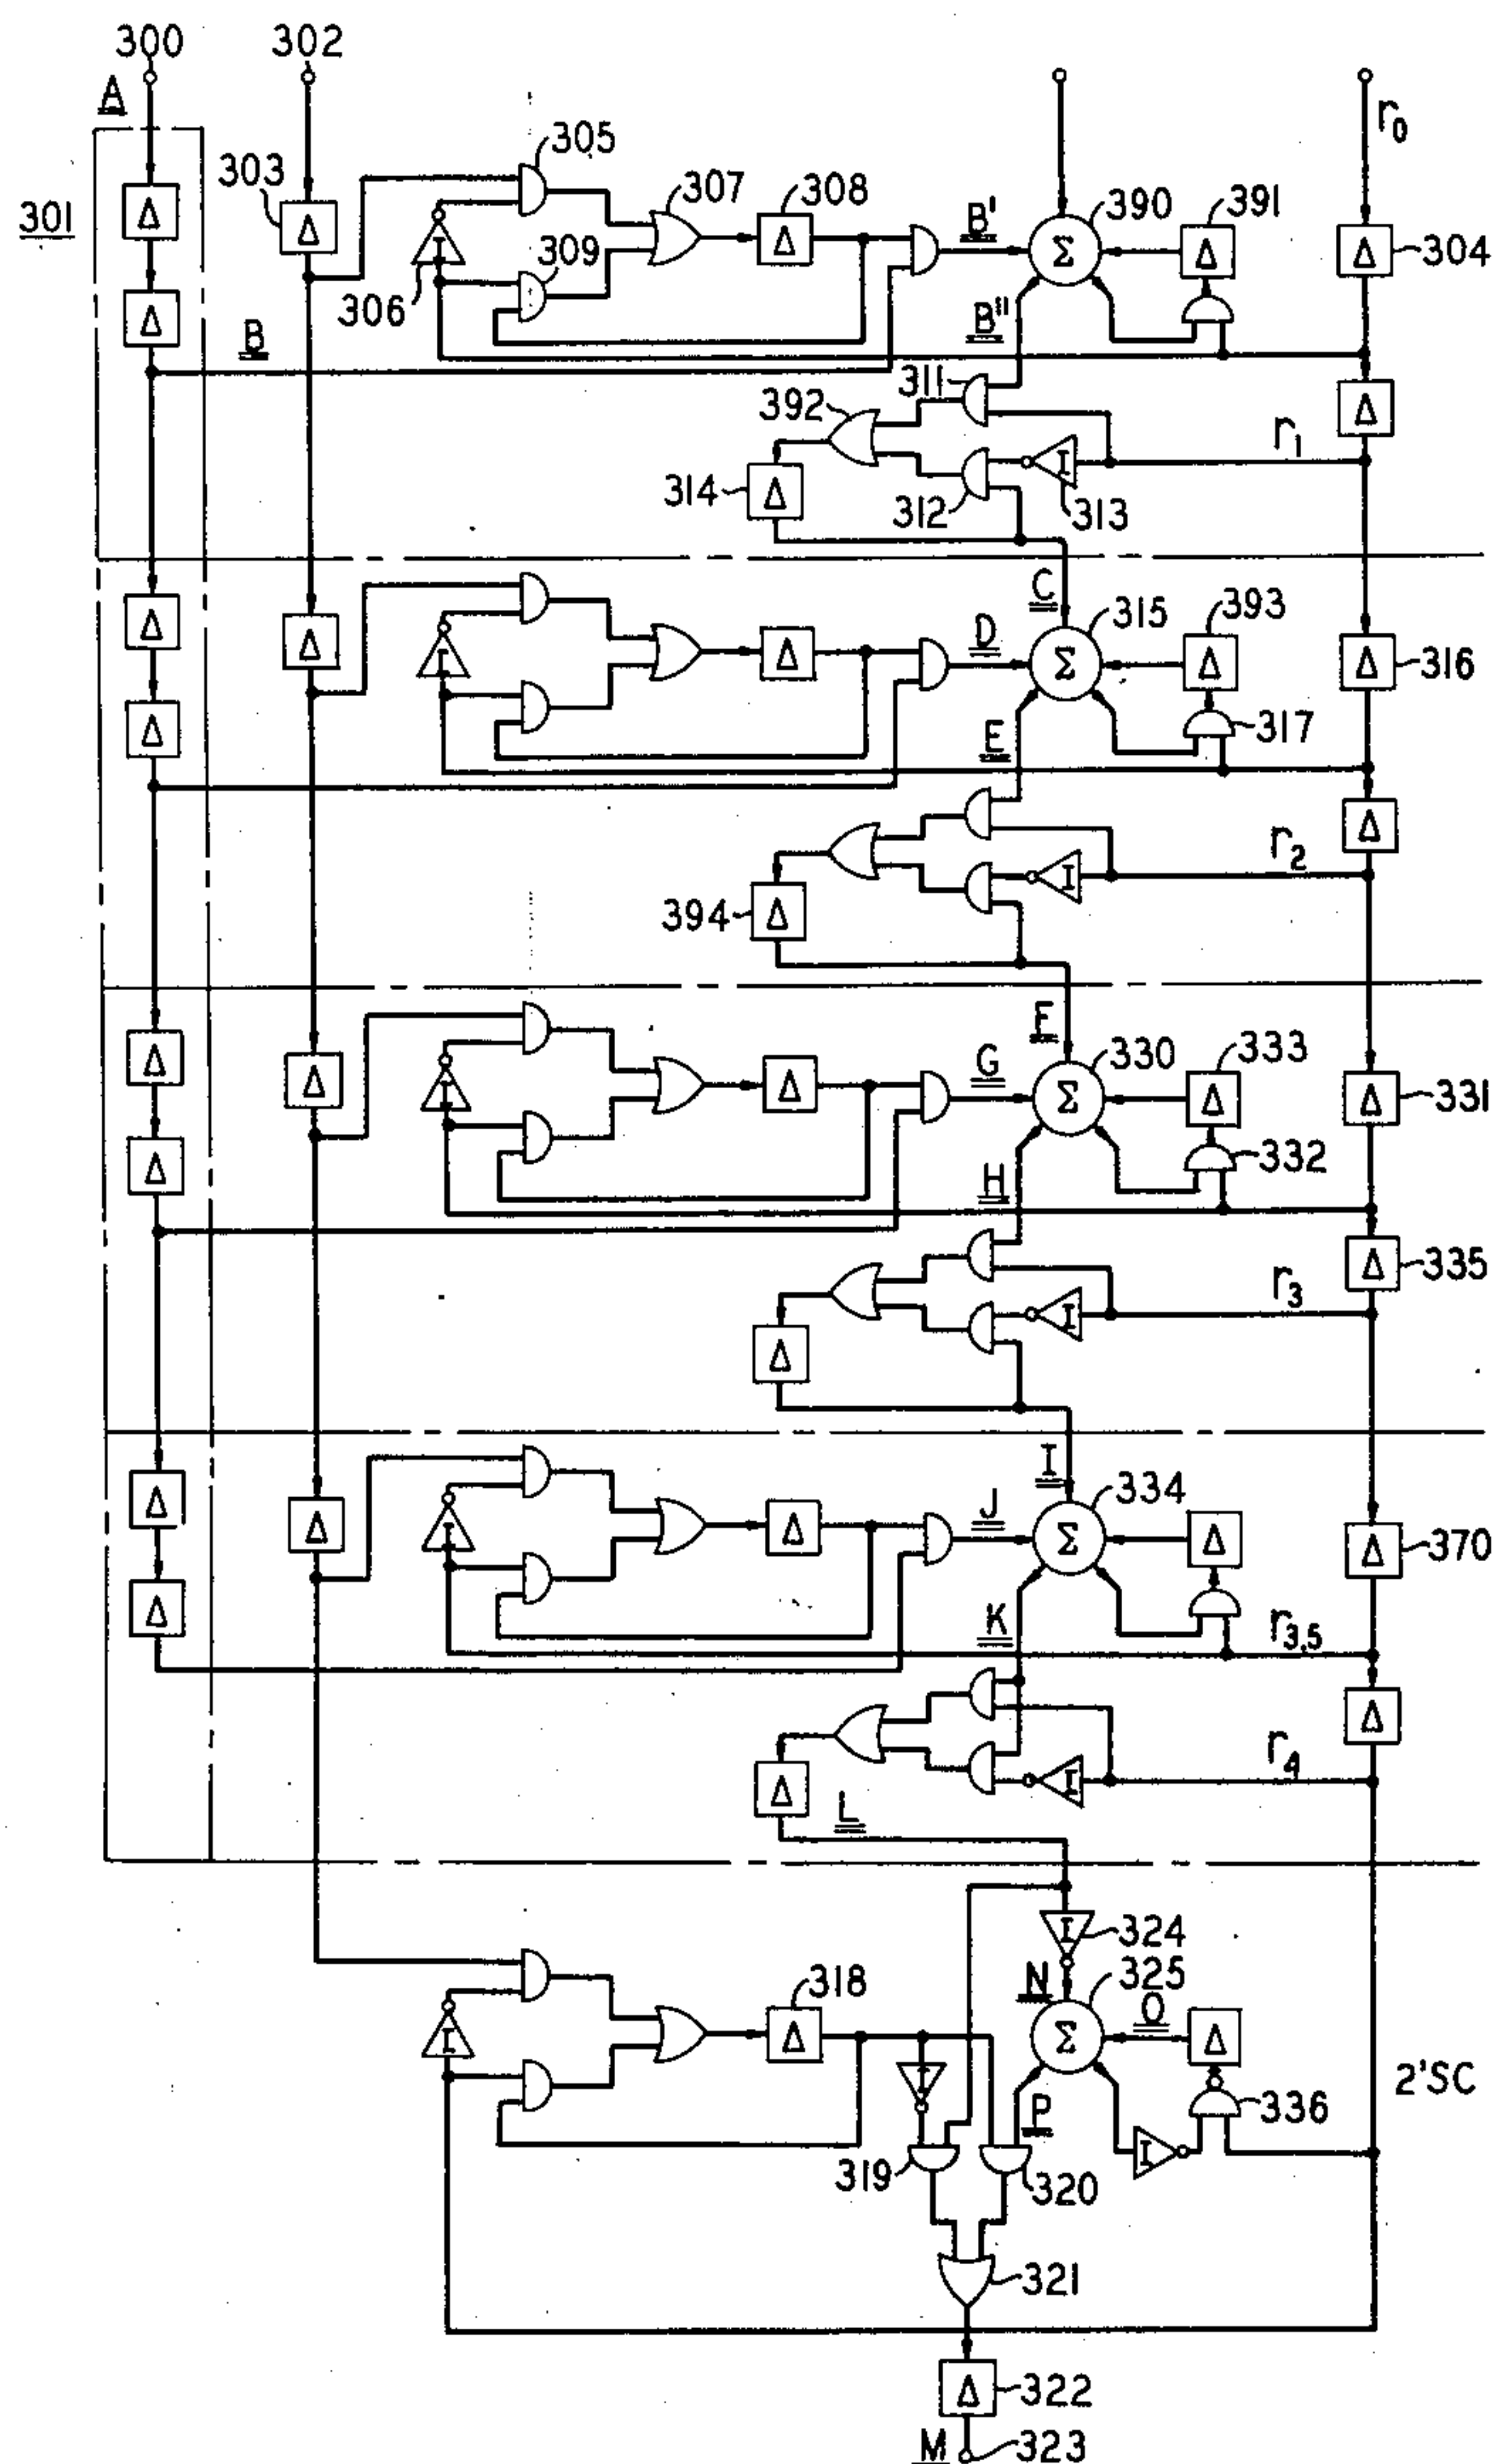 300
302
A
r0
305
303
307
308
390
391
301
Δ
Δ
Δ
B'
Σ
Δ
Δ
304
309
I
306
Δ
B
B"
311
392
Δ
r1
I
314
Δ
312
313
C
393
315
Δ
Δ
I
Δ
D
Σ
Δ
Δ
316
Δ
E
317
Δ
r2
I
394
Δ
F
330
333
Δ
Δ
I
Δ
G
Σ
Δ
Δ
331
Δ
H
332
Δ
335
r3
I
Δ
I
334
Δ
Δ
I
Δ
J
Σ
Δ
Δ
370
Δ
K
r3,5
Δ
r4
Δ
I
L
I
324
N
325
318
O
I
Δ
Σ
Δ
I
2'SC
P
336
I
319
320
321
Δ
322
M
323